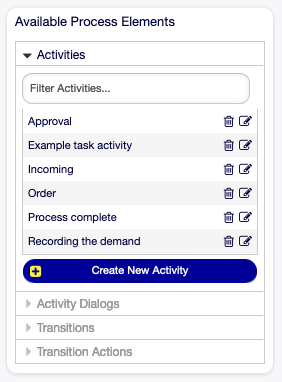 Available Process Elements
Activities
Filter Activities...
Approval
Example task activity
Incoming
Order
Process complete
Recording the demand
Create New Activity
Activity Dialogs
Transitions
Transition Actions